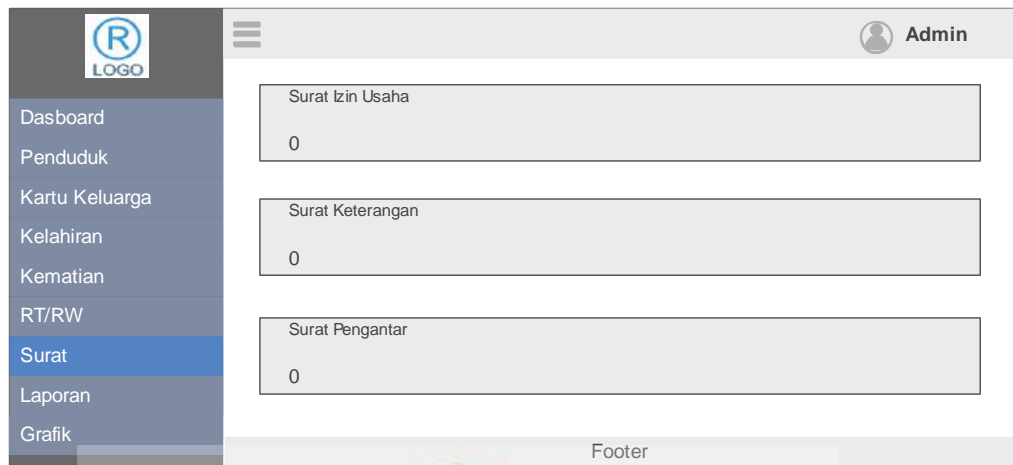 R
LOGO
Admin
Dasboard
Penduduk
Kartu Keluarga
Kelahiran
Kematian
RT/RW
Surat
Laporan
Grafik
Surat Izin Usaha
0
Surat Keterangan
0
Surat Pengantar
0
Footer